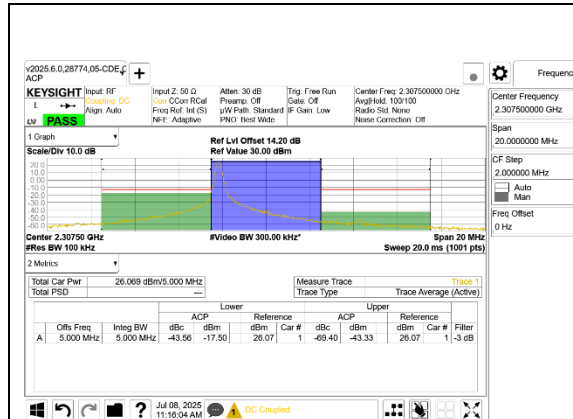 v2025.6.0,28774,05-CDE,C
ACP
KEYSIGHT
L
PASS
Input: RF
Coupling: DC
Align: Auto
Input Z: 50 Ω
Corr CCorr RCal
Freq Ref: Int (S)
NFE: Adaptive
Atten: 30 dB
Preamp: Off
µW Path: Standard
PNO: Best Wide
Trig: Free Run
Gate: Off
IF Gain: Low
Center Freq: 2.307500000 GHz
Avg|Hold: 100/100
Radio Std: None
Noise Correction: Off
Frequenc
Center Frequency
2.307500000 GHz
Span
20.0000000 MHz
CF Step
2.000000 MHz
Auto
Man
Freq Offset
0 Hz
1 Graph
Scale/Div 10.0 dB
Ref Lvl Offset 14.20 dB
Ref Value 30.00 dBm
20.0
10.0
0.00
-10.0
-20.0
-30.0
-40.0
-50.0
-60.0
Center 2.30750 GHz
#Video BW 300.00 kHz*
Span 20 MHz
#Res BW 100 kHz
Sweep 20.0 ms (1001 pts)
2 Metrics
Total Car Pwr 26.069 dBm/5.000 MHz
Total PSD ---
Measure Trace Trace 1
Trace Type Trace Average (Active)
Lower Upper
ACP Reference ACP Reference
Offs Freq Integ BW dBc dBm dBm Car # dBc dBm dBm Car # Filter
A 5.000 MHz 5.000 MHz -43.56 -17.50 26.07 1 -69.40 -43.33 26.07 1 -3 dB
Jul 08, 2025
11:16:04 AM
1
DC Coupled